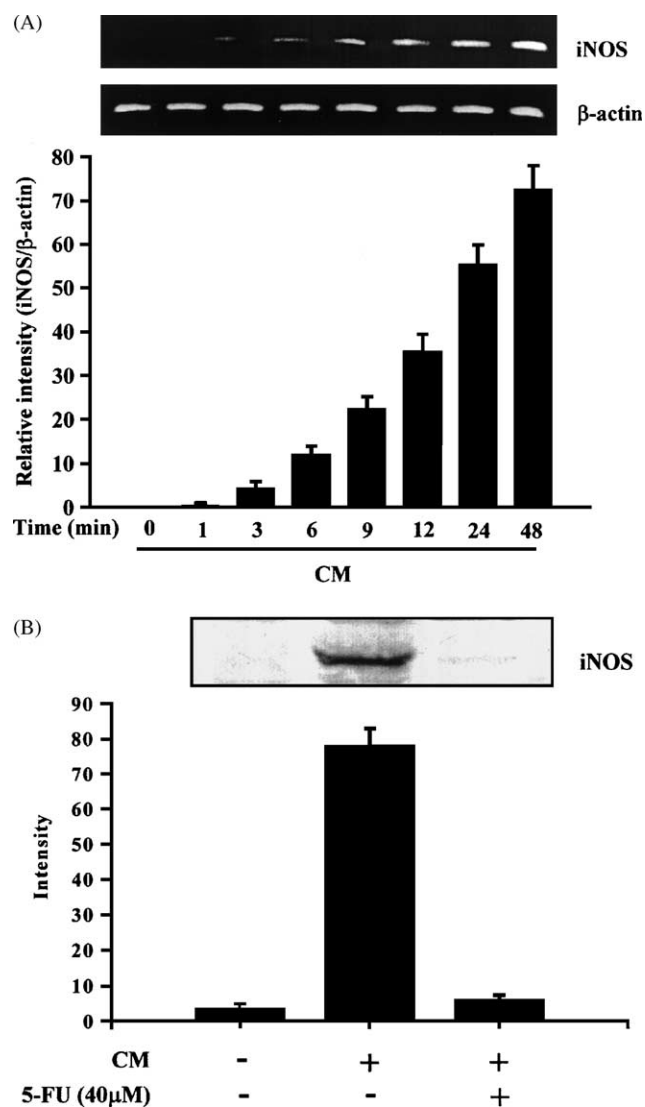 (A)
iNOS
β-actin
Relative intensity (iNOS/β-actin)
80
70
60
50
40
30
20
10
0
Time (min) 0 1 3 6 9 12 24 48
CM
(B)
iNOS
Intensity
90
80
70
60
50
40
30
20
10
0
CM - + +
5-FU (40μM) - - +